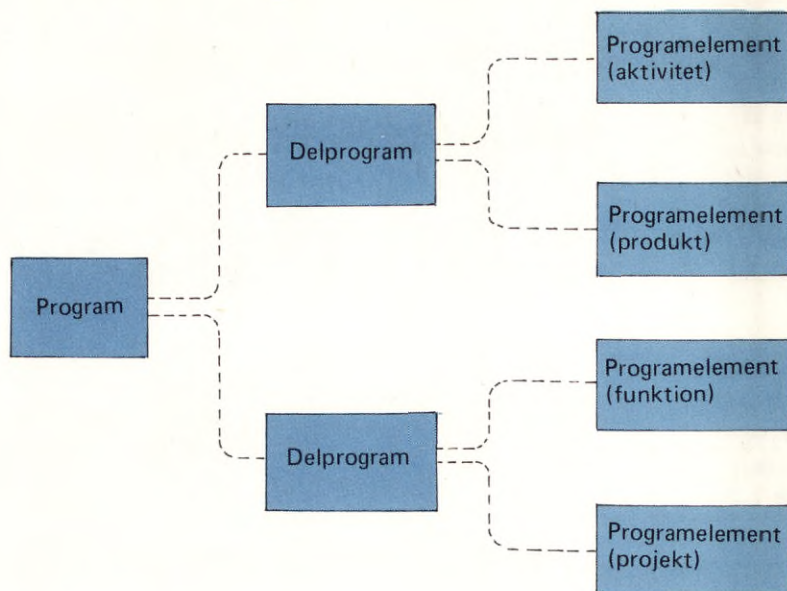 Programelement
(aktivitet)
Delprogram
Programelement
(produkt)
Program
Programelement
(funktion)
Delprogram
Programelement
(projekt)